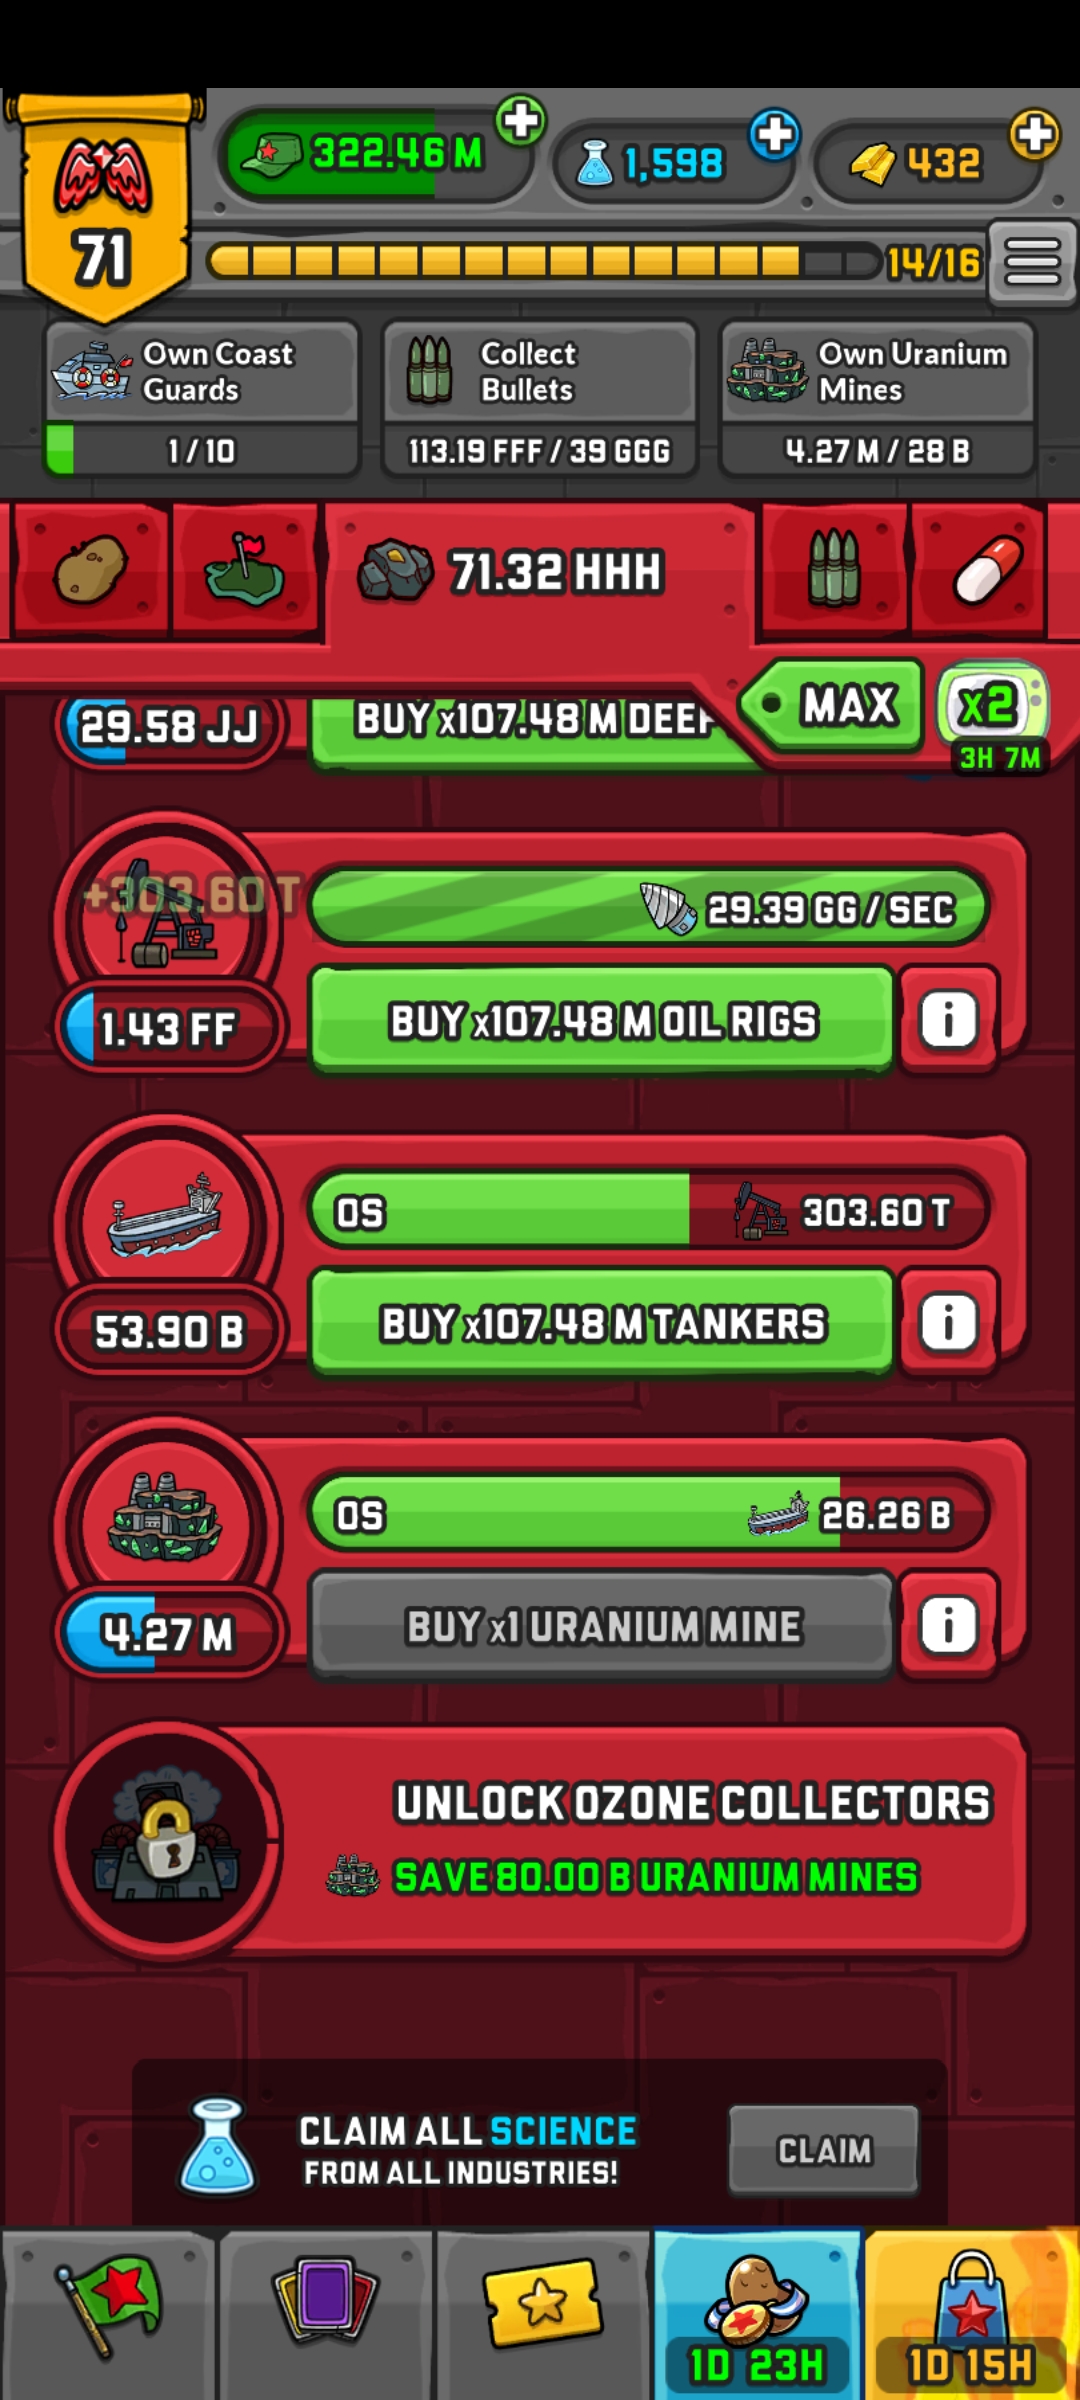 322.46 M
1,598
432
71
14/16
Own Coast
Guards
1 / 10
Collect
Bullets
113.19 FFF / 39 GGG
Own Uranium
Mines
4.27 M / 28 B
71.32 HHH
MAX
x2
3H 7M
29.58 JJ
BUY x107.48 M DEEP
+303.60 T
29.39 GG / SEC
1.43 FF
BUY x107.48 M OIL RIGS
i
0S
303.60 T
53.90 B
BUY x107.48 M TANKERS
i
0S
26.26 B
4.27 M
BUY x1 URANIUM MINE
i
UNLOCK OZONE COLLECTORS
SAVE 80.00 B URANIUM MINES
CLAIM ALL SCIENCE
FROM ALL INDUSTRIES!
CLAIM
1D 23H
1D 15H